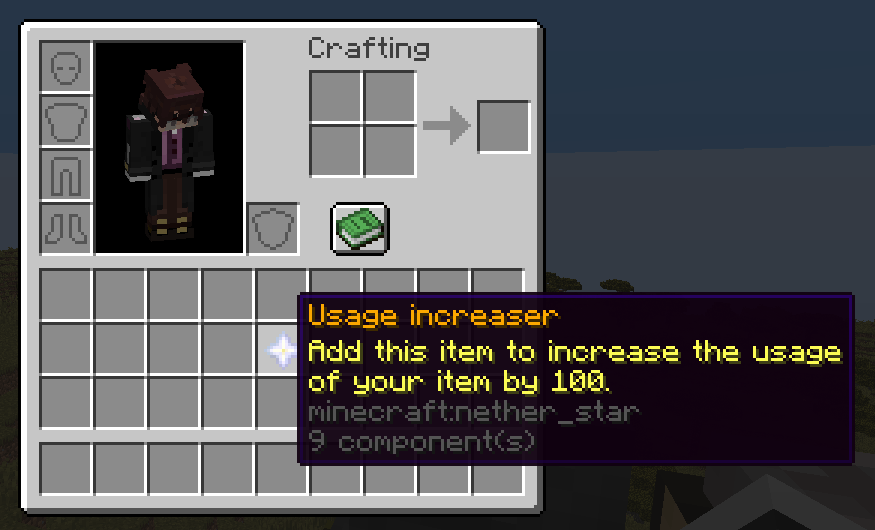 Crafting
Usage increaser
Add this item to increase the usage
of your item by 100.
minecraft:nether_star
9 component(s)